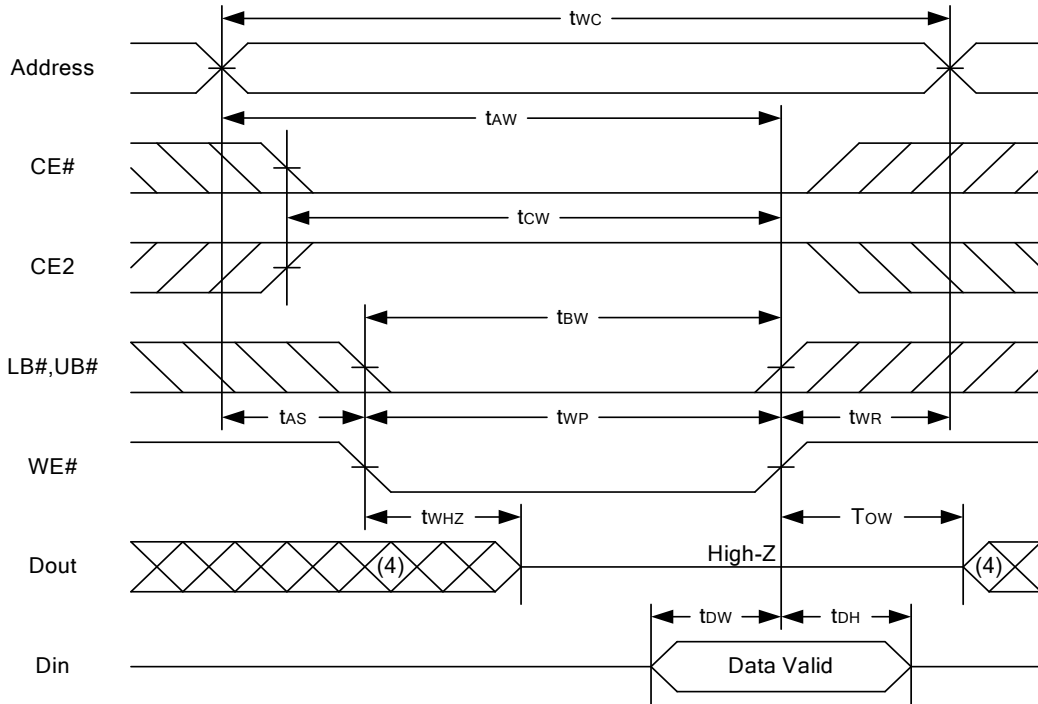 tWC
Address
tAW
CE#
tCW
CE2
tBW
LB#,UB#
tAS tWP tWR
WE#
tWHZ TOW
Dout (4) High-Z (4)
tDW tDH
Din Data Valid